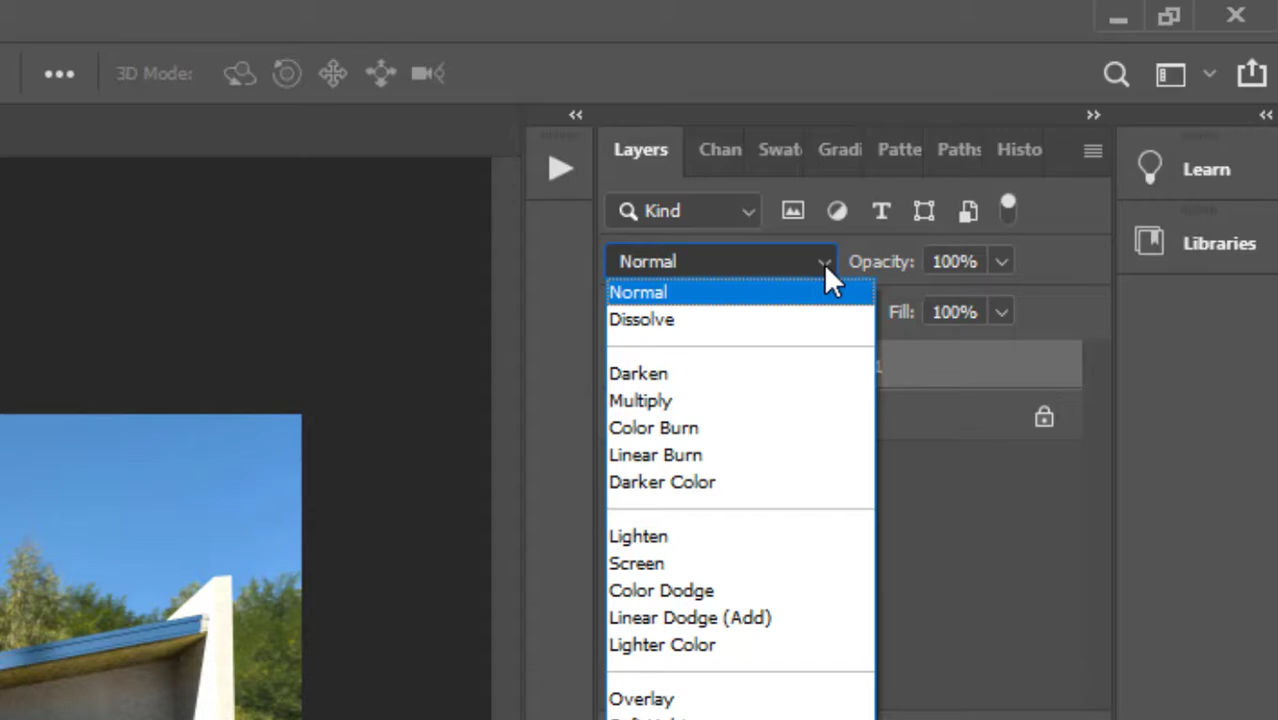 3D Mode:
Layers Chan Swat Gradi Patte Paths Histo
Learn
Kind
Libraries
Normal Opacity: 100%
Normal
Fill: 100%
Dissolve
Darken
Multiply
Color Burn
Linear Burn
Darker Color
Lighten
Screen
Color Dodge
Linear Dodge (Add)
Lighter Color
Overlay